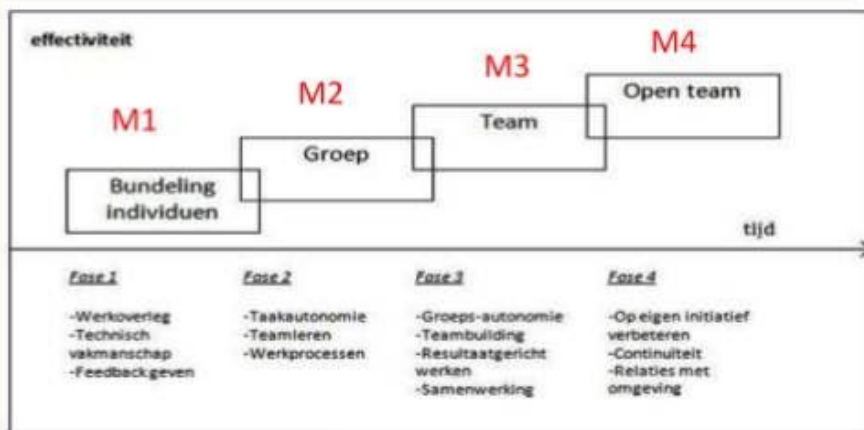 effectiviteit
M1
M2
M3
M4
Bundeling
individuen
Groep
Team
Open team
tijd
Fase 1
-Werkoverleg
-Technisch
vakmanschap
-Feedback geven
Fase 2
-Taakautonomie
-Teamleren
-Werkprocessen
Fase 3
-Groeps-autonomie
-Teambuilding
-Resultaatgericht
werken
-Samenwerking
Fase 4
-Op eigen initiatief
verbeteren
-Continuïteit
-Relaties met
omgeving